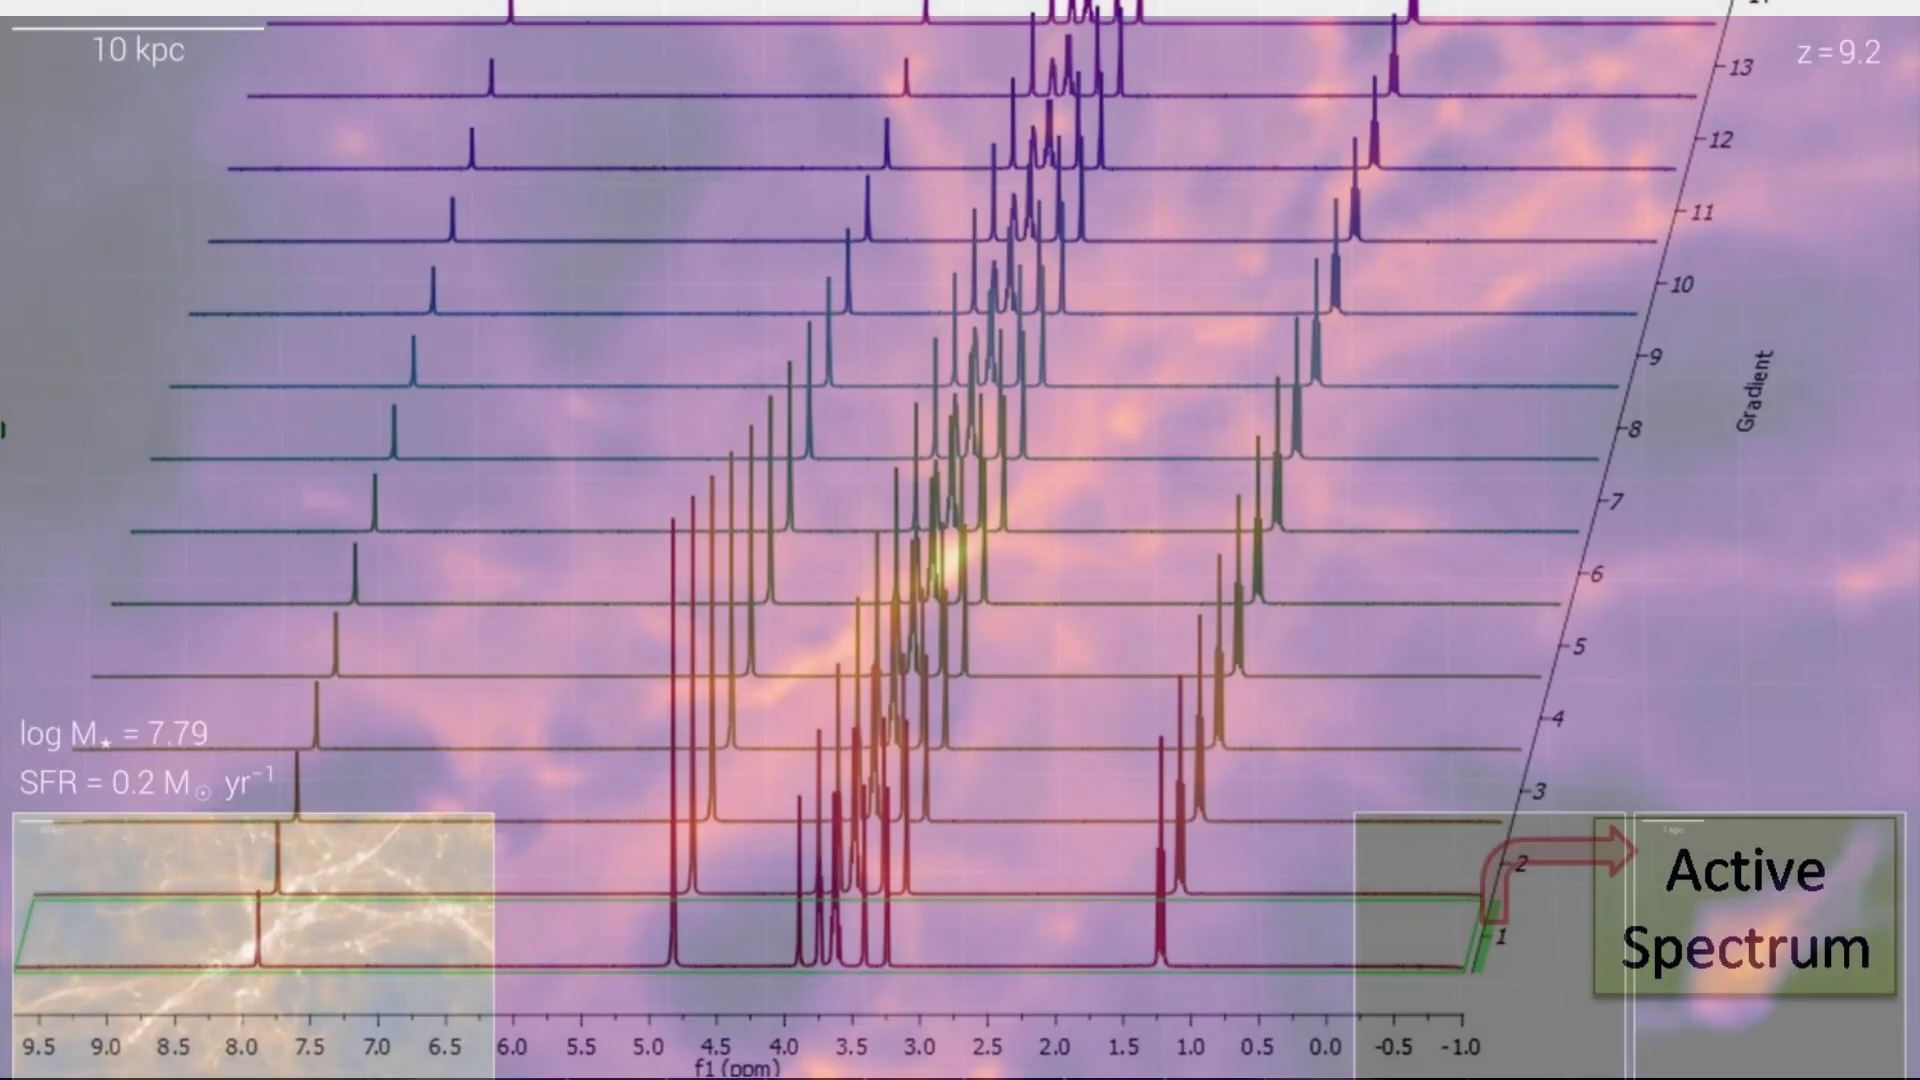 10 kpc
z = 9.2
13
12
11
10
9
8
7
6
5
4
3
2
1
Gradient
log M⋆ = 7.79
SFR = 0.2 M☉ yr⁻¹
Active
Spectrum
9.5 9.0 8.5 8.0 7.5 7.0 6.5 6.0 5.5 5.0 4.5 4.0 3.5 3.0 2.5 2.0 1.5 1.0 0.5 0.0 -0.5 -1.0
f1 (ppm)